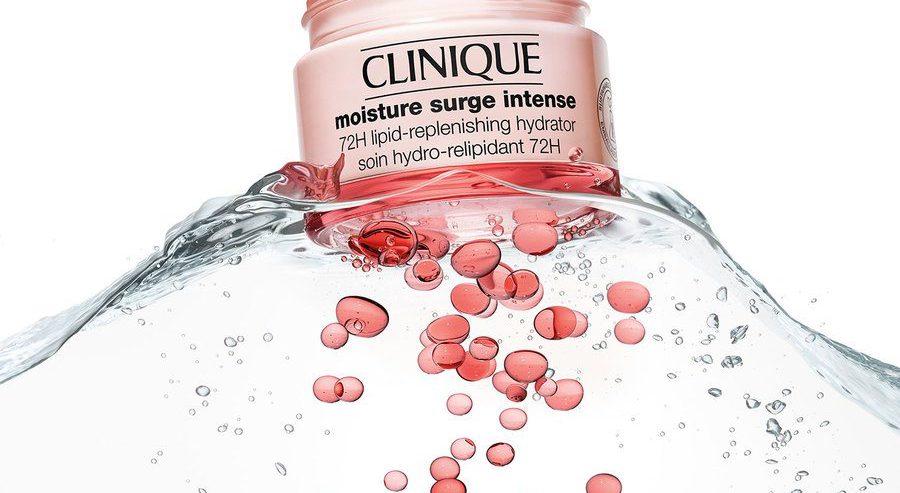 CLINIQUE
moisture surge intense
72H lipid-replenishing hydrator
soin hydro-relipidant 72H